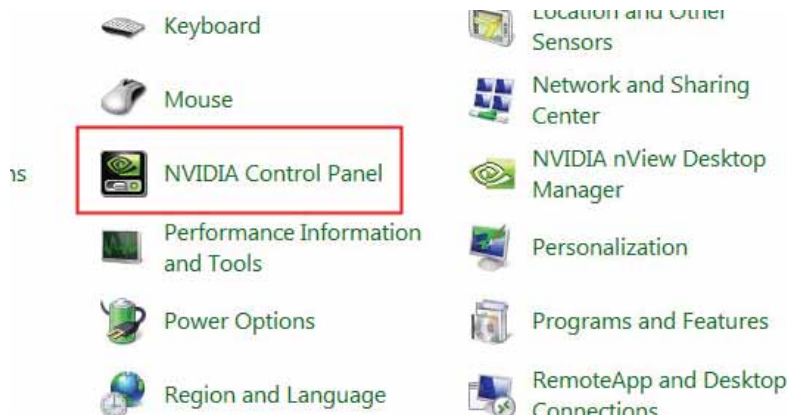 Keyboard
Location and Other
Sensors
Mouse
Network and Sharing
Center
ns
NVIDIA Control Panel
NVIDIA nView Desktop
Manager
Performance Information
and Tools
Personalization
Power Options
Programs and Features
Region and Language
RemoteApp and Desktop
Connections